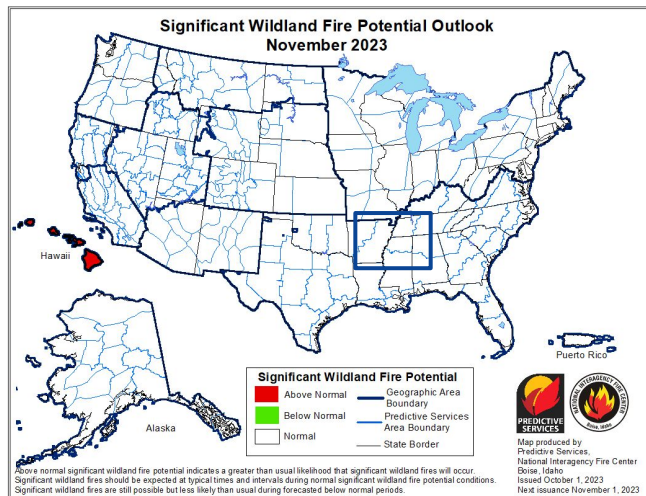 Significant Wildland Fire Potential Outlook
November 2023
Hawaii
Alaska
Puerto Rico
Significant Wildland Fire Potential
Above Normal
Below Normal
Normal
Geographic Area
Boundary
Predictive Services
Area Boundary
State Border
PREDICTIVE
SERVICES
NATIONAL INTERAGENCY FIRE CENTER
Boise, Idaho
Map produced by
Predictive Services,
National Interagency Fire Center
Boise, Idaho
Issued October 1, 2023
Next issuance November 1, 2023
Above normal significant wildland fire potential indicates a greater than usual likelihood that significant wildland fires will occur.
Significant wildland fires should be expected at typical times and intervals during normal significant wildland fire potential conditions.
Significant wildland fires are still possible but less likely than usual during forecasted below normal periods.